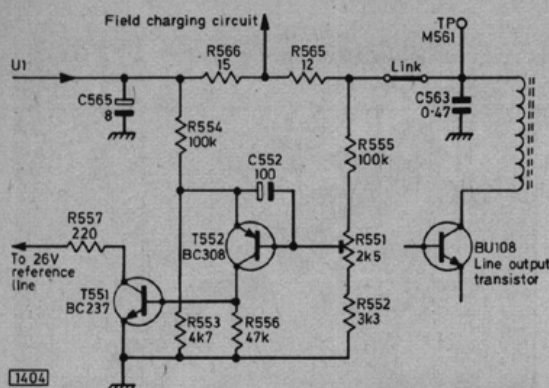 Field charging circuit
TP
M561
U1
R566
15
R565
12
Link
C565
8
C563
0·47
R554
100k
R555
100k
C552
100
R557
220
T552
BC308
R551
2k5
BU108
Line output
transistor
To 26V
reference
line
T551
BC237
R553
4k7
R556
47k
R552
3k3
1404